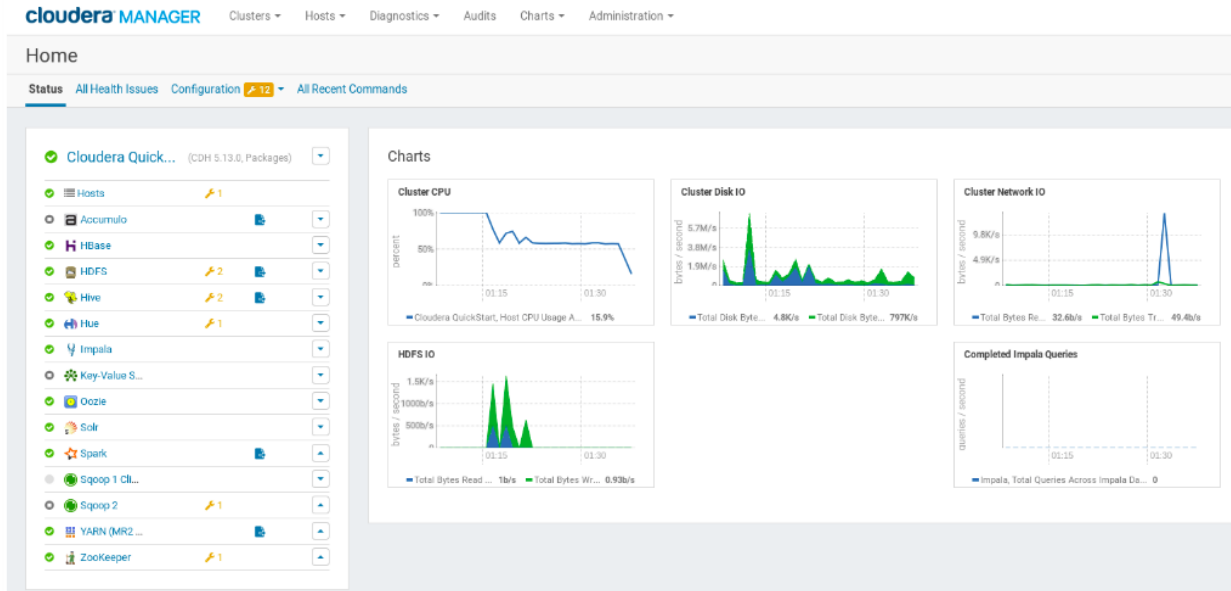 cloudera MANAGER Clusters Hosts Diagnostics Audits Charts Administration
Home
Status All Health Issues Configuration 12 All Recent Commands
Cloudera Quick... (CDH 5.13.0, Packages)
Hosts 1
Accumulo
HBase
HDFS 2
Hive 2
Hue 1
Impala
Key-Value S...
Oozie
Solr
Spark
Sqoop 1 Cli...
Sqoop 2 1
YARN (MR2 ...
ZooKeeper 1
Charts
Cluster CPU
percent
100%
50%
0%
01:15 01:30
Cloudera QuickStart, Host CPU Usage A... 15.9%
Cluster Disk IO
bytes / second
5.7M/s
3.8M/s
1.9M/s
0
01:15 01:30
Total Disk Byte... 4.8K/s Total Disk Byte... 797K/s
Cluster Network IO
bytes / second
9.8K/s
4.9K/s
0
01:15 01:30
Total Bytes Re... 32.6b/s Total Bytes Tr... 49.4b/s
HDFS IO
bytes / second
1.5K/s
1000b/s
500b/s
0
01:15 01:30
Total Bytes Read ... 1b/s Total Bytes Wr... 0.93b/s
Completed Impala Queries
queries / second
01:15 01:30
Impala, Total Queries Across Impala Da... 0